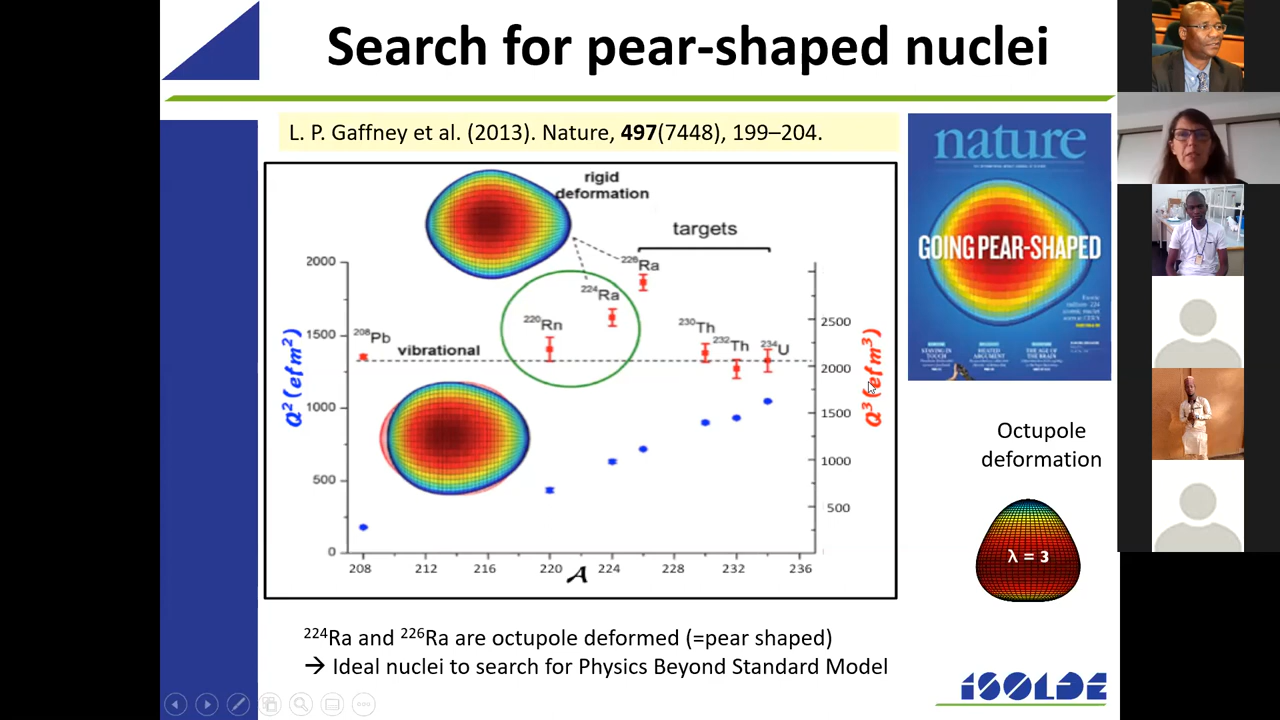 Search for pear-shaped nuclei
L. P. Gaffney et al. (2013). Nature, 497(7448), 199–204.
rigid
deformation
targets
2000
1500
1000
500
0
Q² (efm²)
²⁰⁸Pb
vibrational
²²⁰Rn
²²⁴Ra
²²⁶Ra
²³⁰Th
²³²Th
²³⁴U
2500
2000
1500
1000
500
Q³ (efm³)
208 212 216 220 224 228 232 236
A
nature
GOING PEAR-SHAPED
Octupole
deformation
λ = 3
²²⁴Ra and ²²⁶Ra are octupole deformed (=pear shaped)
→ Ideal nuclei to search for Physics Beyond Standard Model
ISOLDE